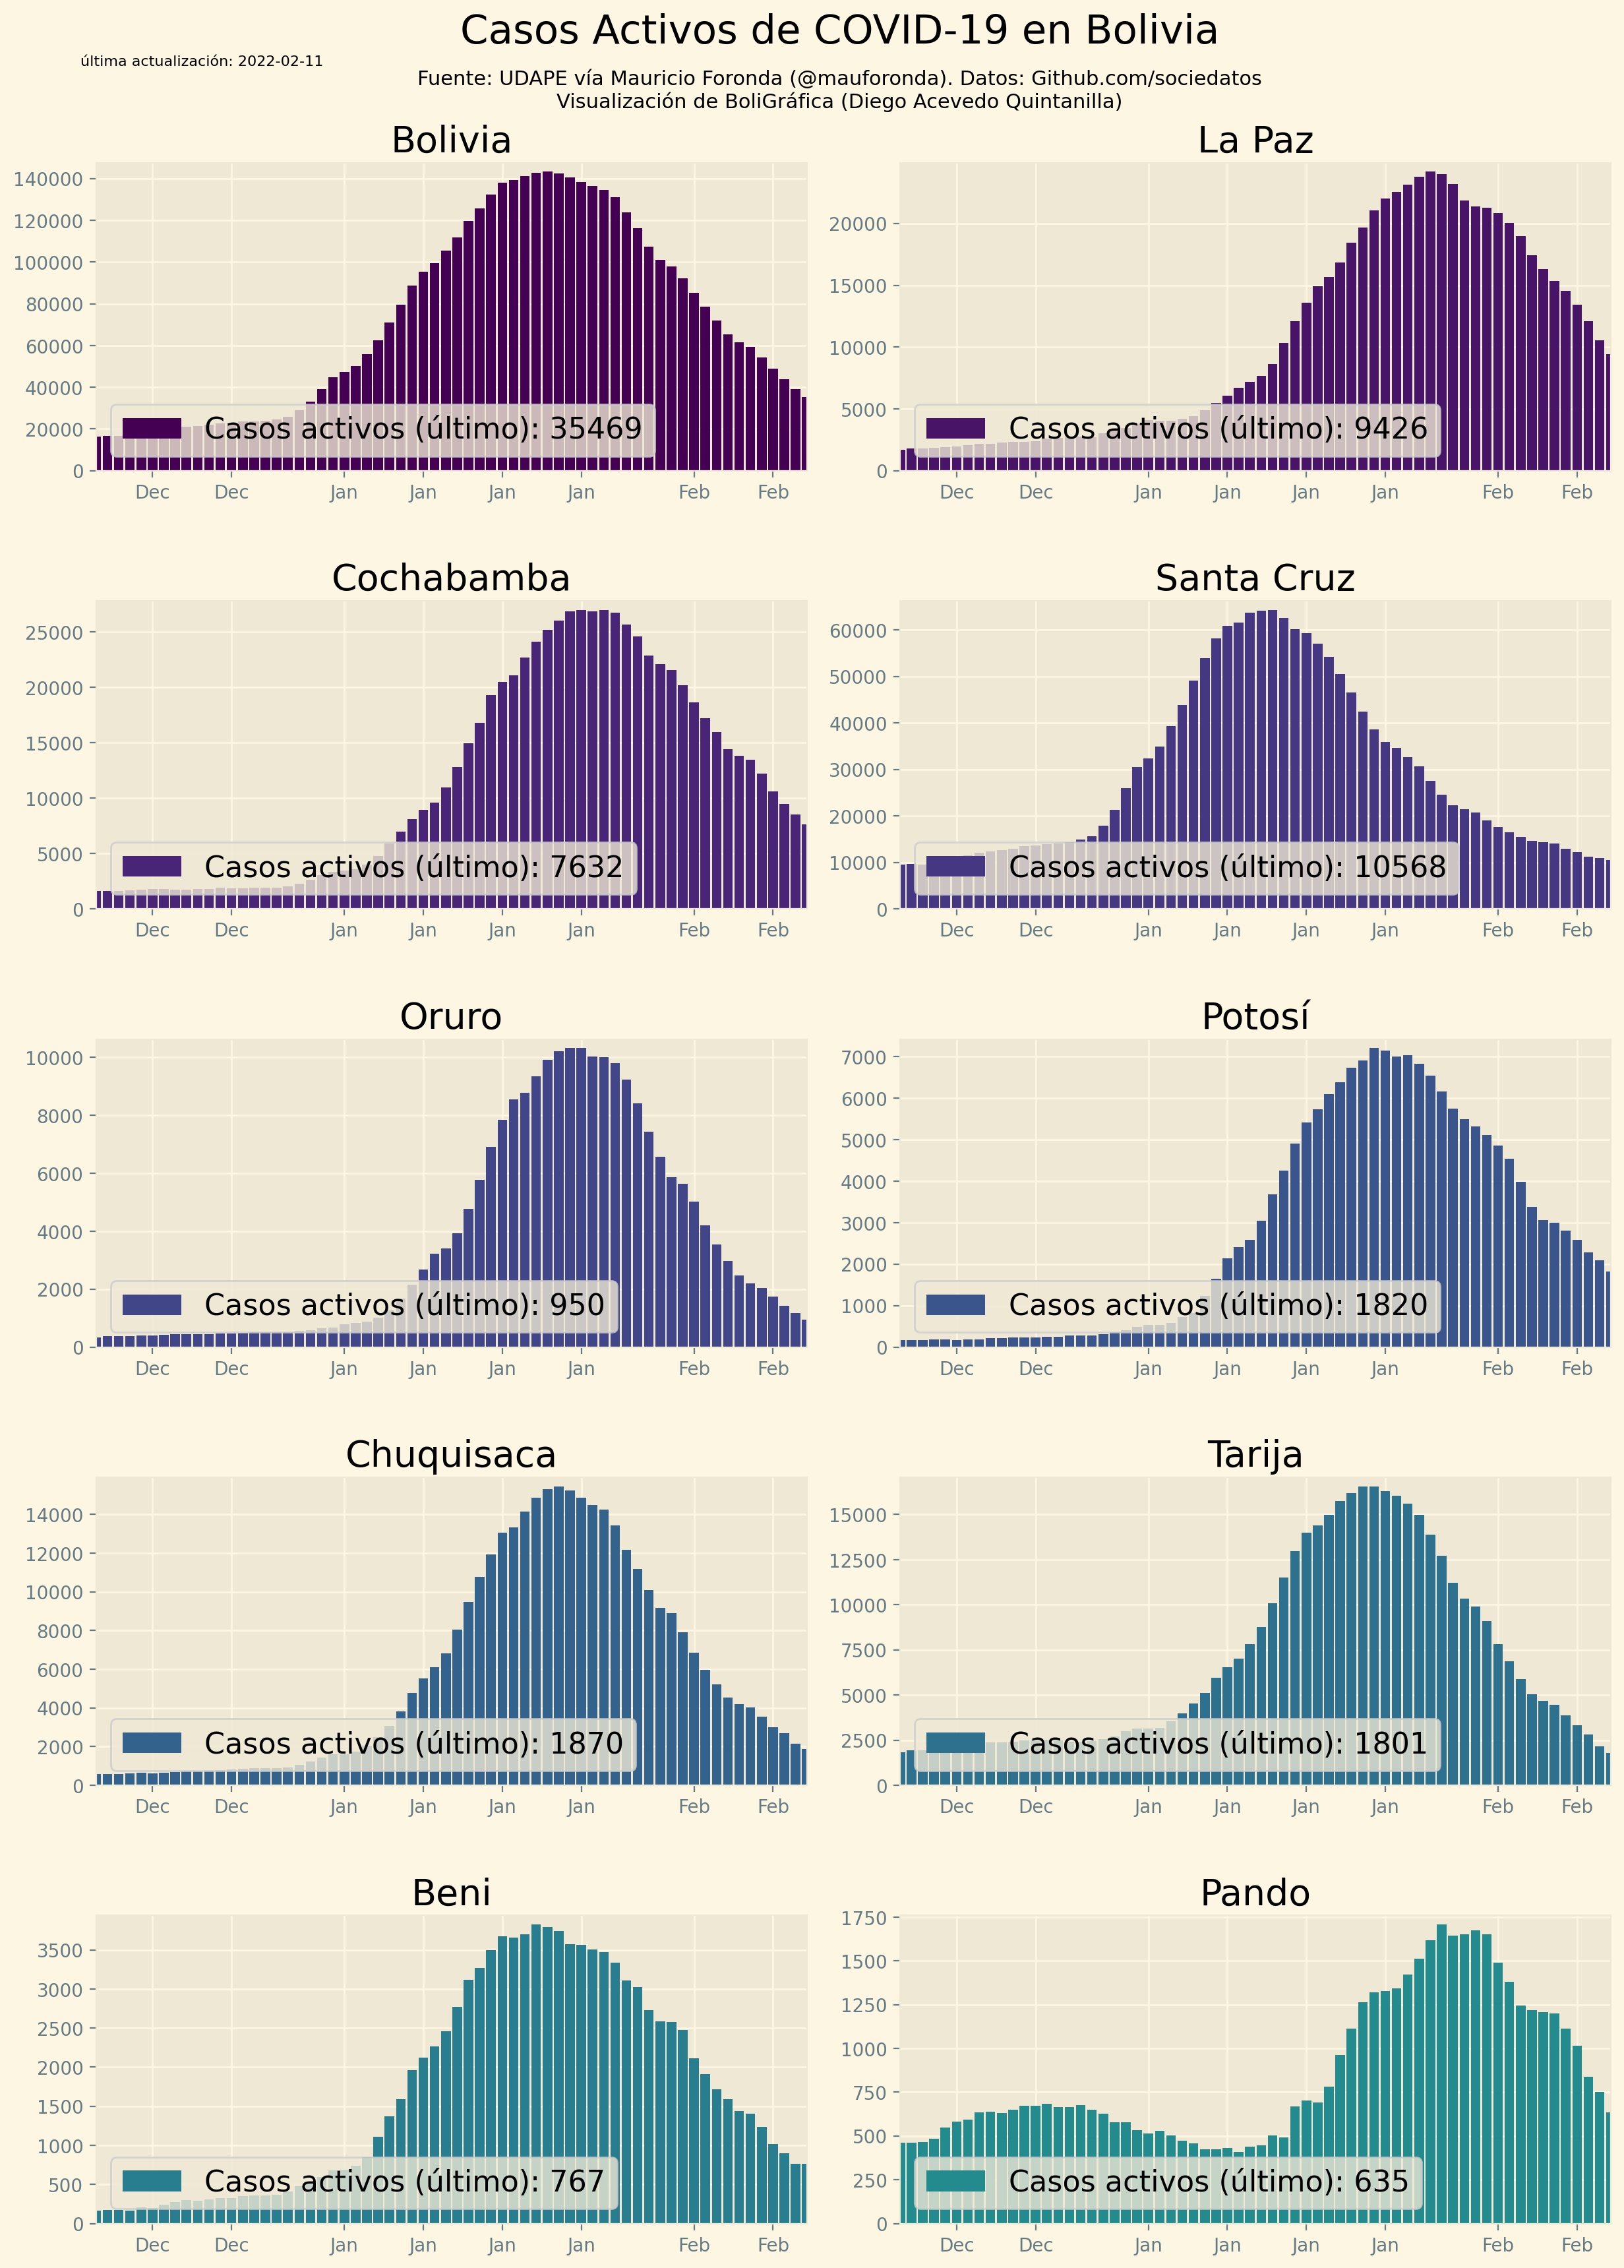 Casos Activos de COVID-19 en Bolivia
última actualización: 2022-02-11
Fuente: UDAPE vía Mauricio Foronda (@mauforonda). Datos: Github.com/sociedatos
Visualización de BoliGráfica (Diego Acevedo Quintanilla)
Bolivia
140000
120000
100000
80000
60000
40000
20000
0
Casos activos (último): 35469
Dec Dec Jan Jan Jan Jan Feb Feb
La Paz
20000
15000
10000
5000
0
Casos activos (último): 9426
Dec Dec Jan Jan Jan Jan Feb Feb
Cochabamba
25000
20000
15000
10000
5000
0
Casos activos (último): 7632
Dec Dec Jan Jan Jan Jan Feb Feb
Santa Cruz
60000
50000
40000
30000
20000
10000
0
Casos activos (último): 10568
Dec Dec Jan Jan Jan Jan Feb Feb
Oruro
10000
8000
6000
4000
2000
0
Casos activos (último): 950
Dec Dec Jan Jan Jan Jan Feb Feb
Potosí
7000
6000
5000
4000
3000
2000
1000
0
Casos activos (último): 1820
Dec Dec Jan Jan Jan Jan Feb Feb
Chuquisaca
14000
12000
10000
8000
6000
4000
2000
0
Casos activos (último): 1870
Dec Dec Jan Jan Jan Jan Feb Feb
Tarija
15000
12500
10000
7500
5000
2500
0
Casos activos (último): 1801
Dec Dec Jan Jan Jan Jan Feb Feb
Beni
3500
3000
2500
2000
1500
1000
500
0
Casos activos (último): 767
Dec Dec Jan Jan Jan Jan Feb Feb
Pando
1750
1500
1250
1000
750
500
250
0
Casos activos (último): 635
Dec Dec Jan Jan Jan Jan Feb Feb